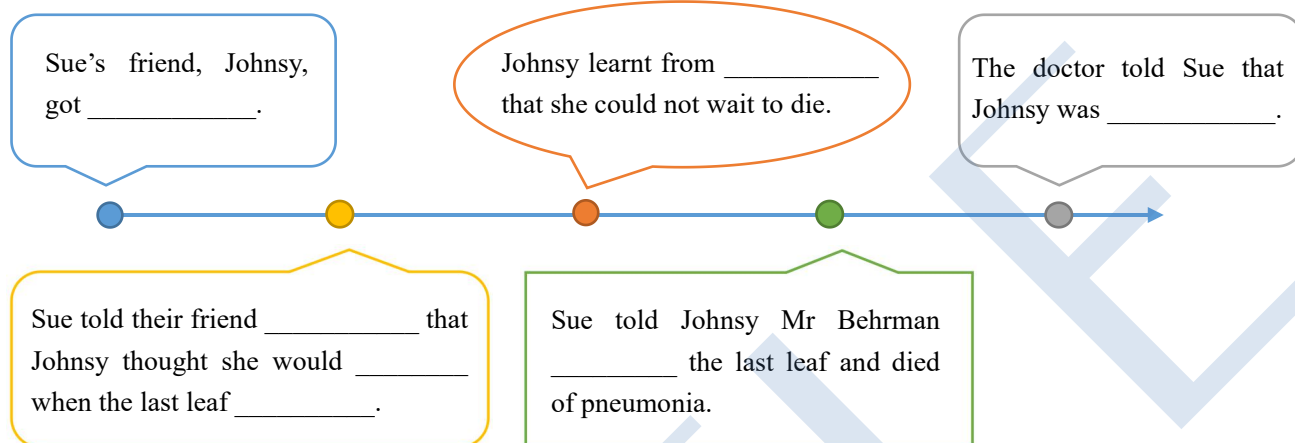 Sue’s friend, Johnsy,
got ____________.
Sue told their friend ___________ that
Johnsy thought she would ________
when the last leaf __________.
Johnsy learnt from ___________
that she could not wait to die.
Sue told Johnsy Mr Behrman
_________ the last leaf and died
of pneumonia.
The doctor told Sue that
Johnsy was ____________.